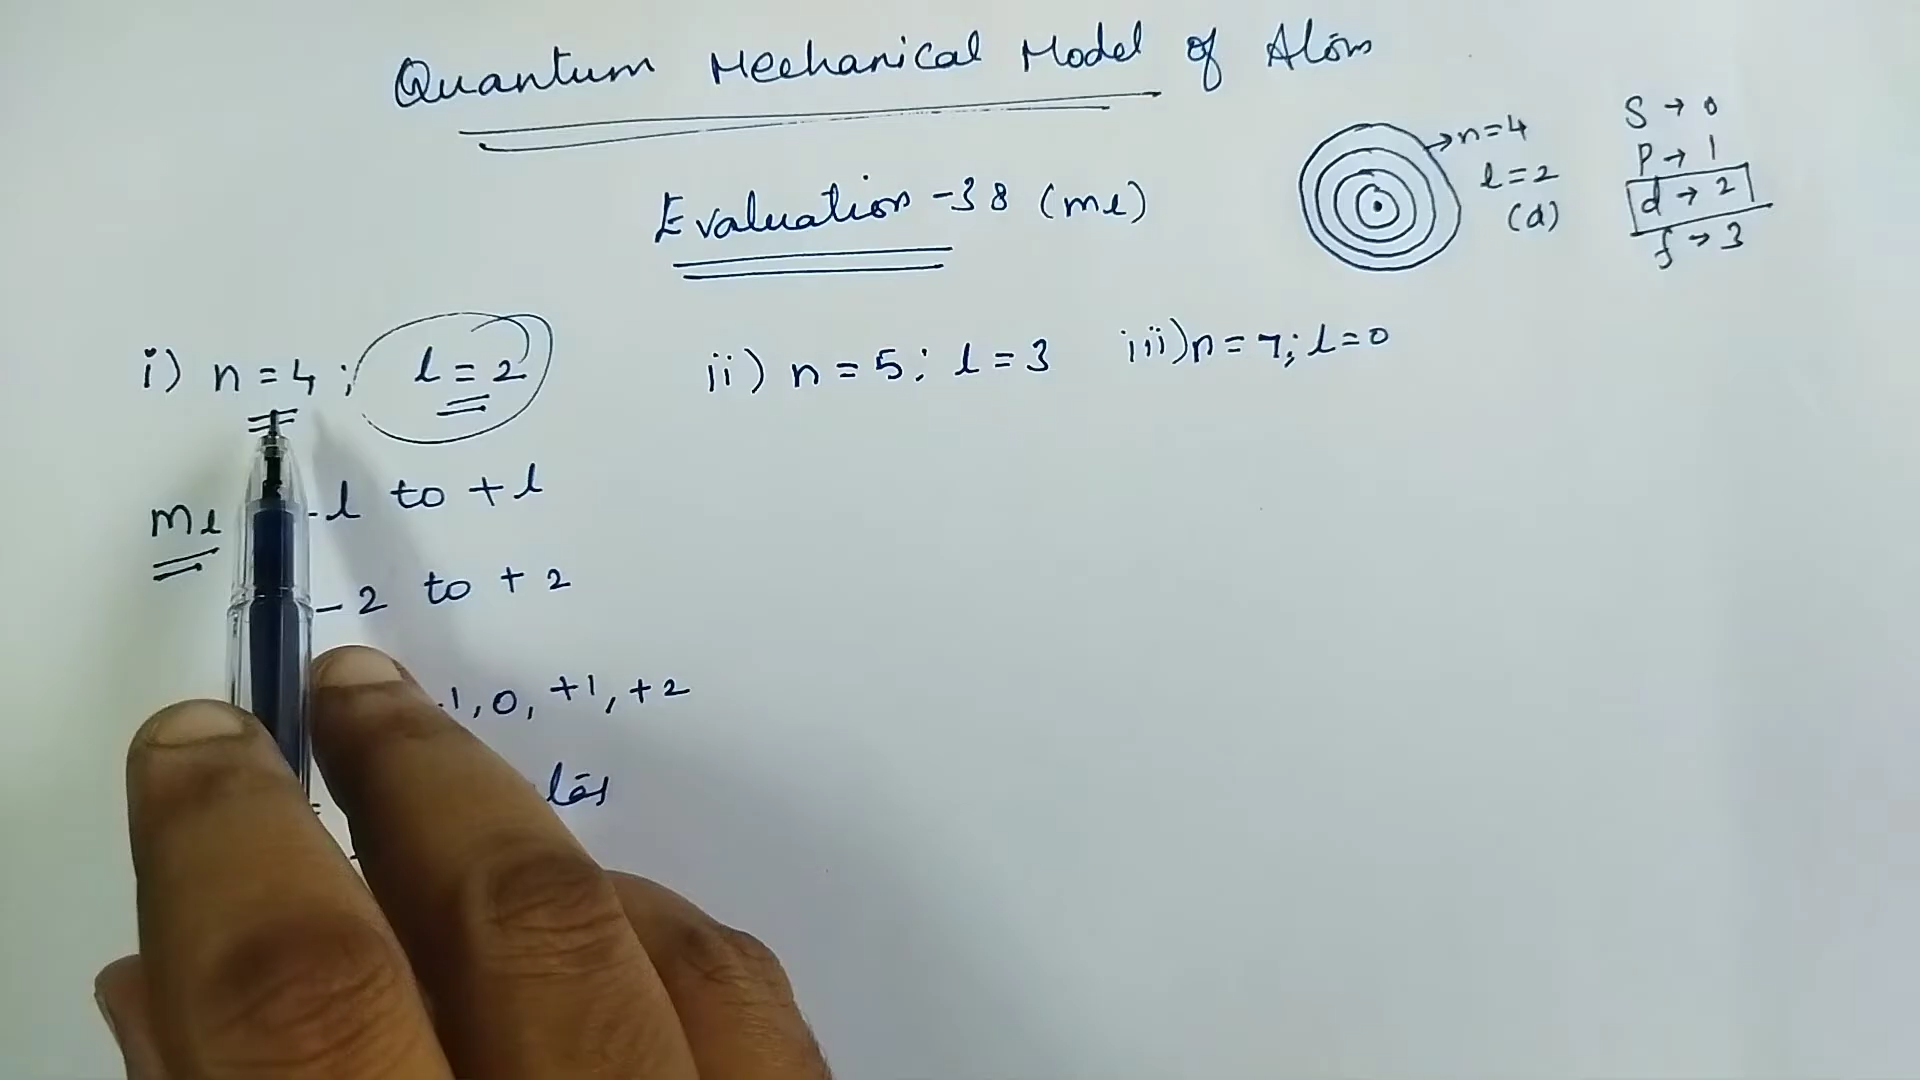 Quantum Mechanical Model of Atom
Evaluation -38 (ml)
n=4
l=2
(d)
S → 0
P → 1
d → 2
f → 3
i) n = 4 ; l = 2
ii) n = 5 ; l = 3
iii) n = 7; l = 0
ml -l to +l
-2 to +2
-1, 0, +1, +2